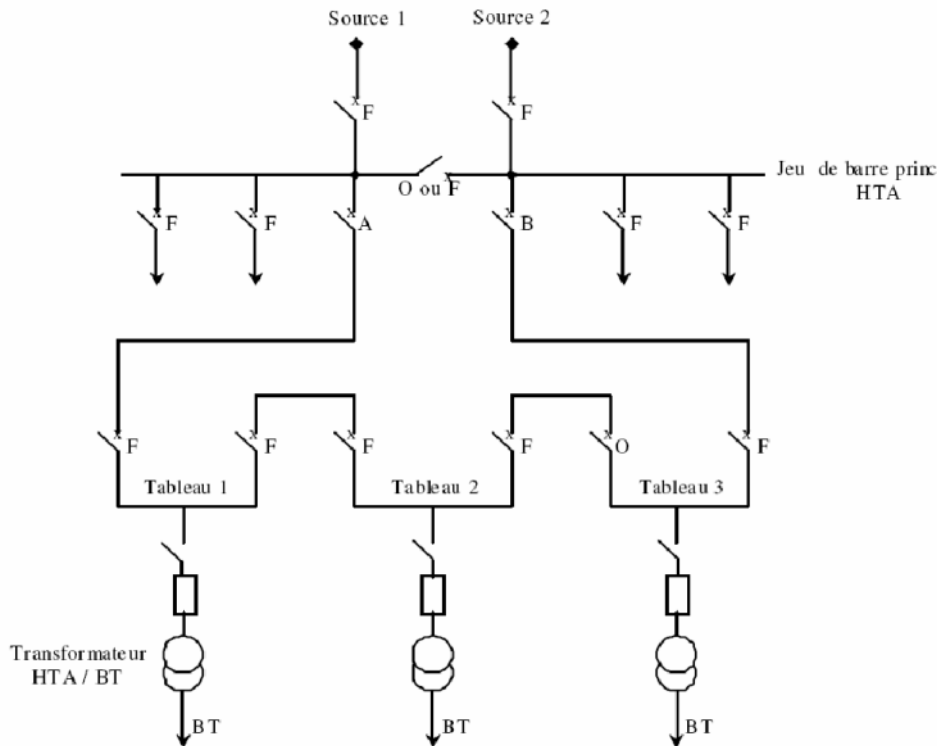 Source 1
Source 2
F
F
O ou F
Jeu de barre princ
HTA
F
F
A
B
F
F
F
F
F
F
O
F
Tableau 1
Tableau 2
Tableau 3
Transformateur
HTA / BT
BT
BT
BT